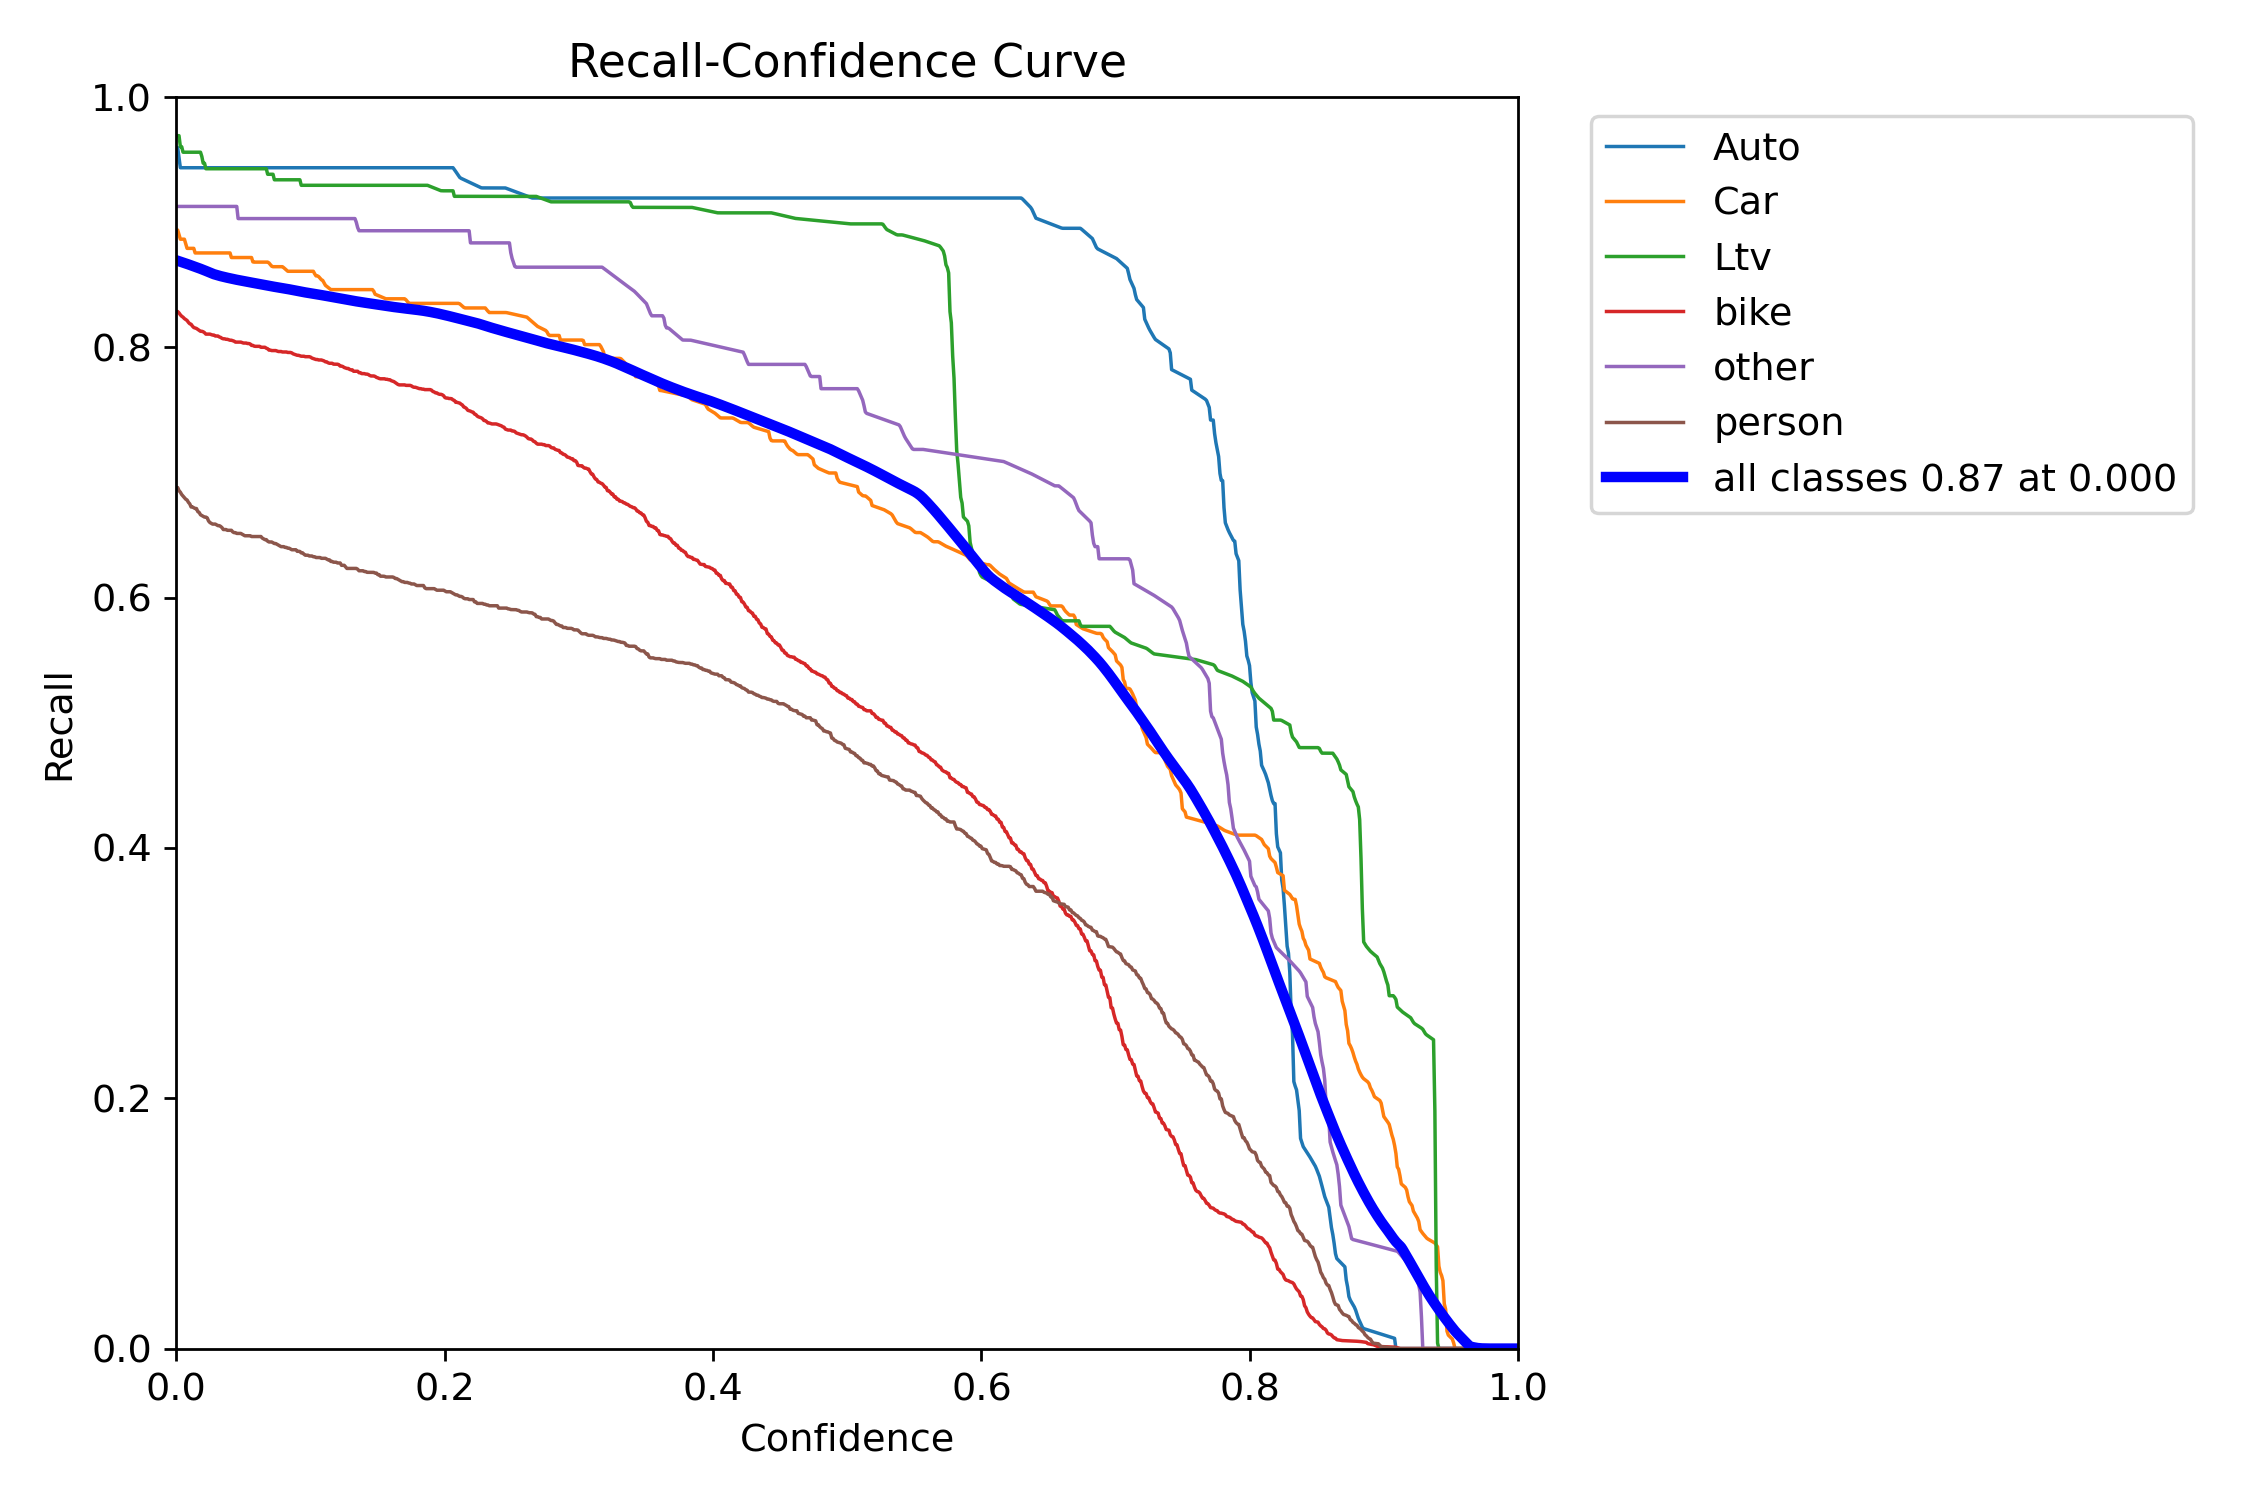 Recall-Confidence Curve
1.0
0.8
0.6
0.4
0.2
0.0
Recall
0.0 0.2 0.4 0.6 0.8 1.0
Confidence
Auto
Car
Ltv
bike
other
person
all classes 0.87 at 0.000